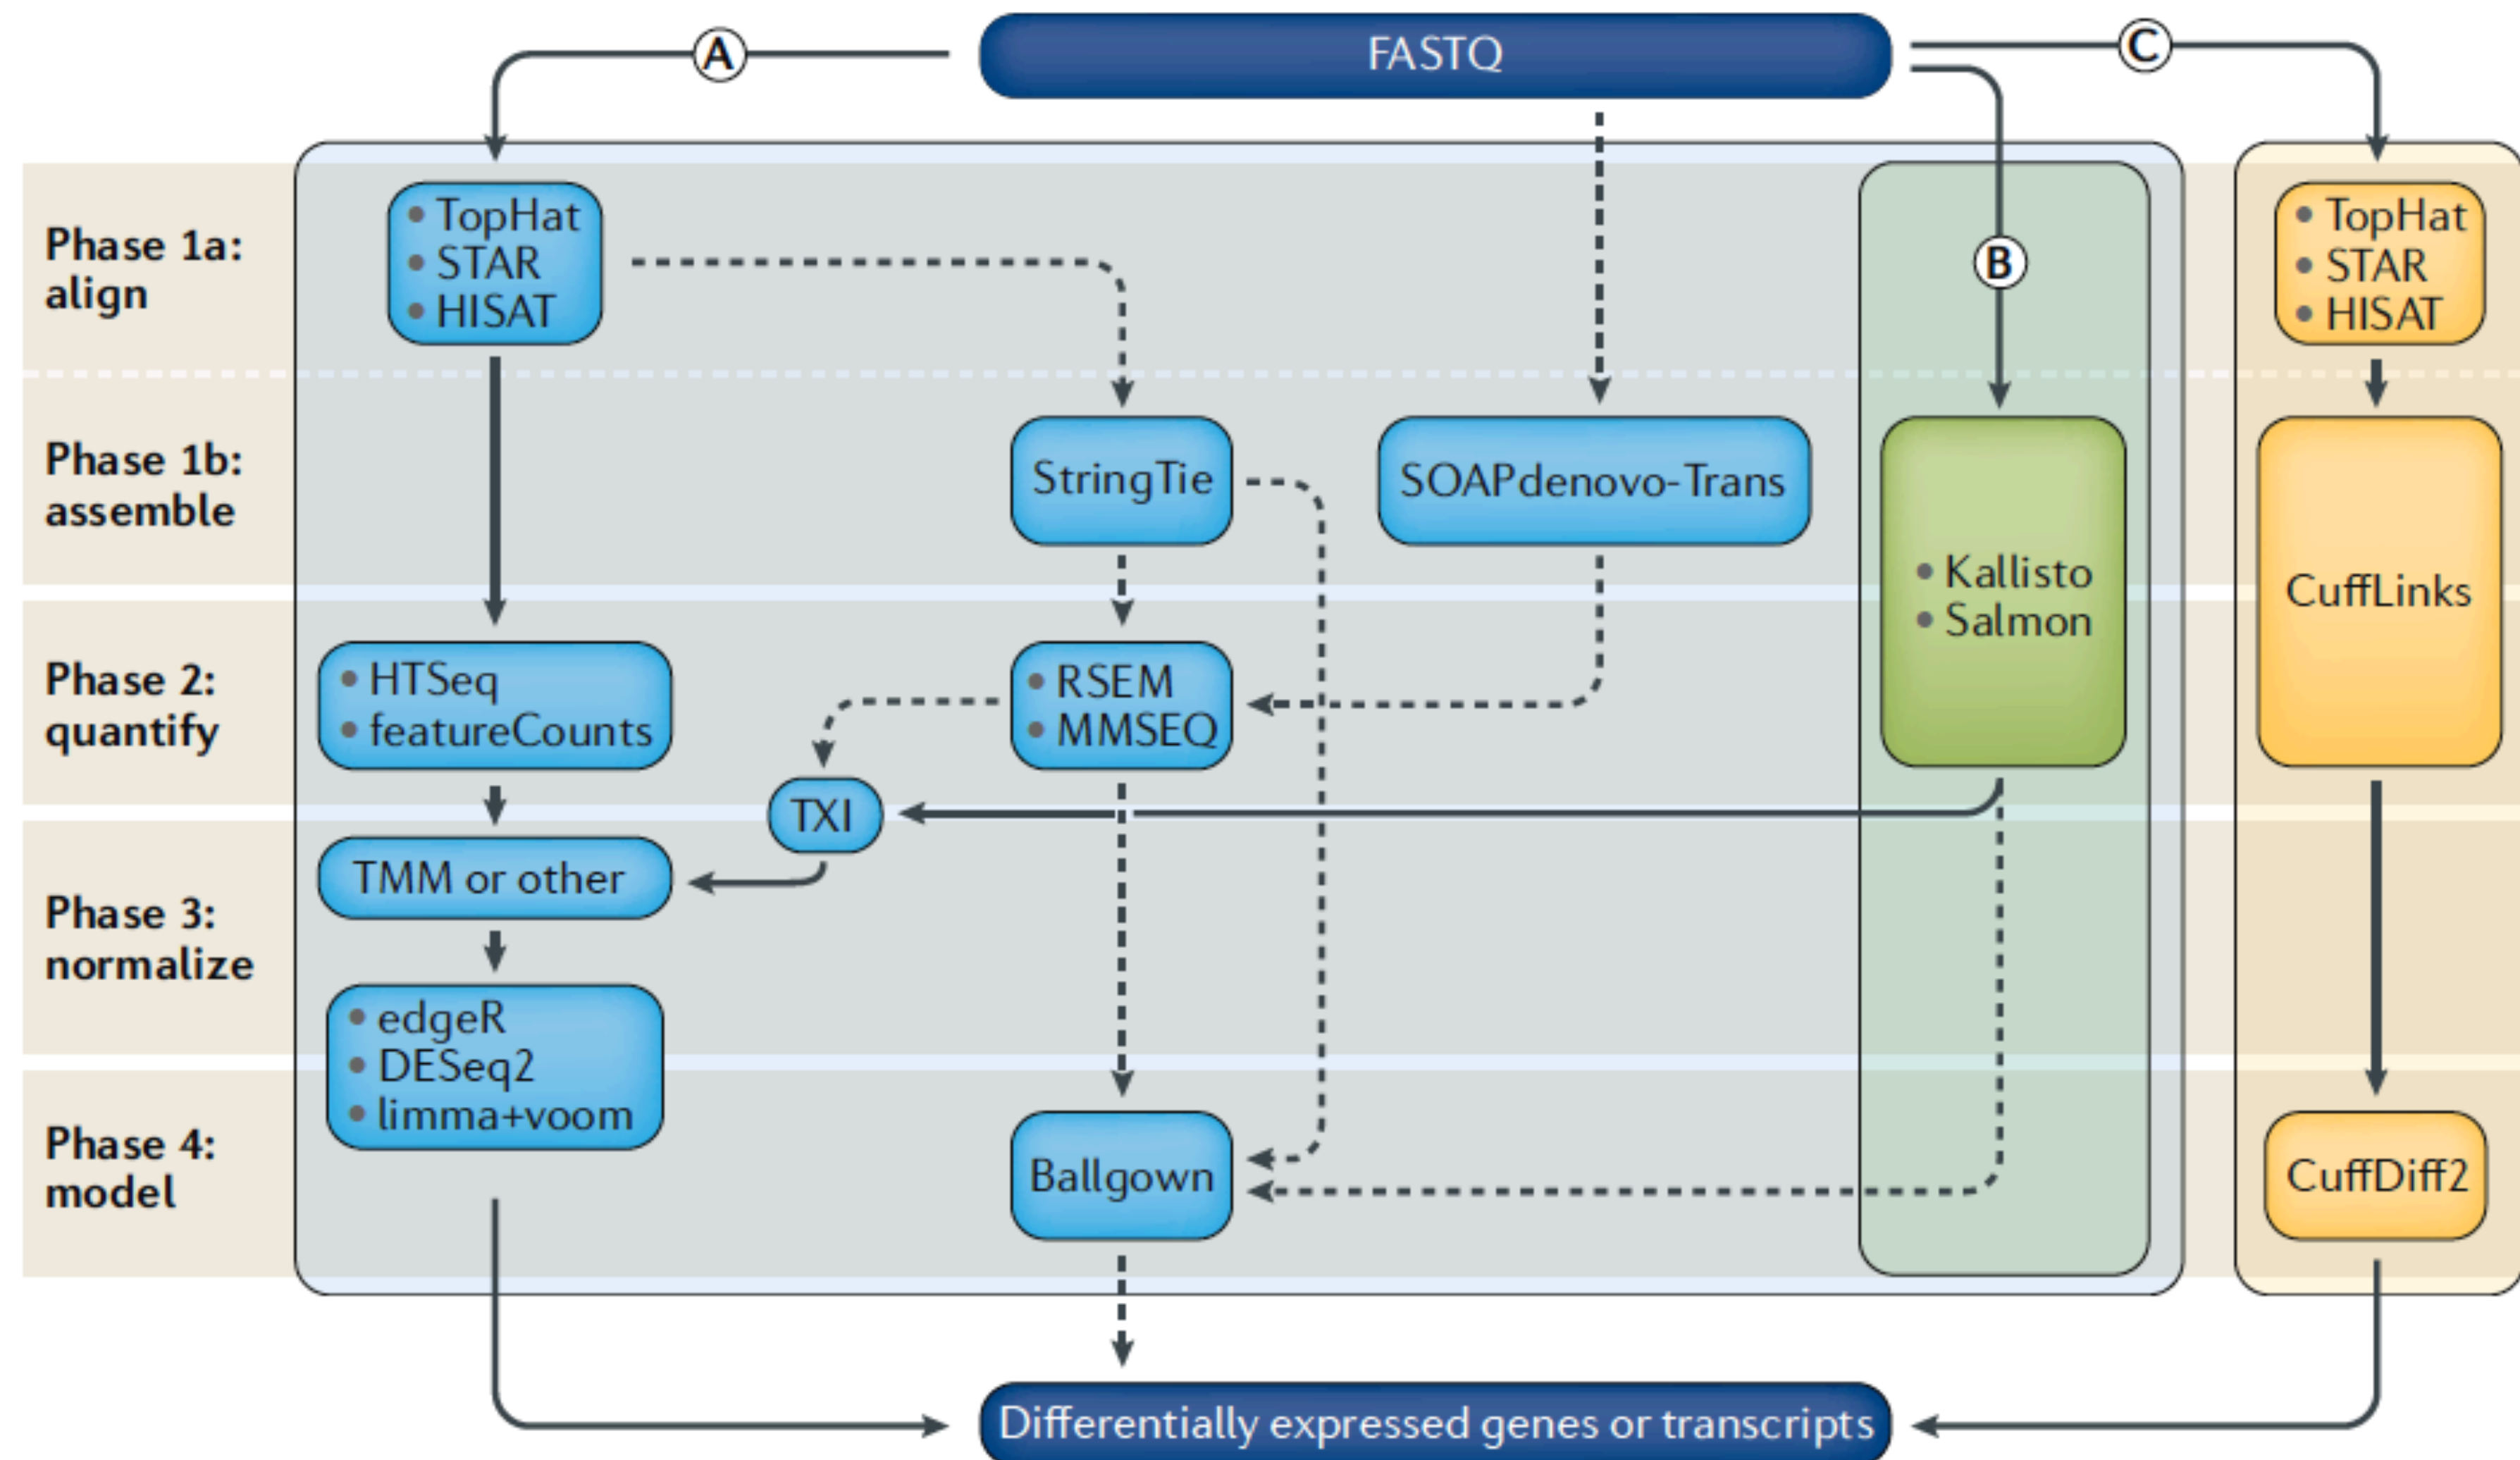 FASTQ
A
C
Phase 1a:
align
• TopHat
• STAR
• HISAT
B
• TopHat
• STAR
• HISAT
Phase 1b:
assemble
StringTie
SOAPdenovo-Trans
• Kallisto
• Salmon
CuffLinks
Phase 2:
quantify
• HTSeq
• featureCounts
• RSEM
• MMSEQ
TXI
Phase 3:
normalize
TMM or other
• edgeR
• DESeq2
• limma+voom
Phase 4:
model
Ballgown
CuffDiff2
Differentially expressed genes or transcripts